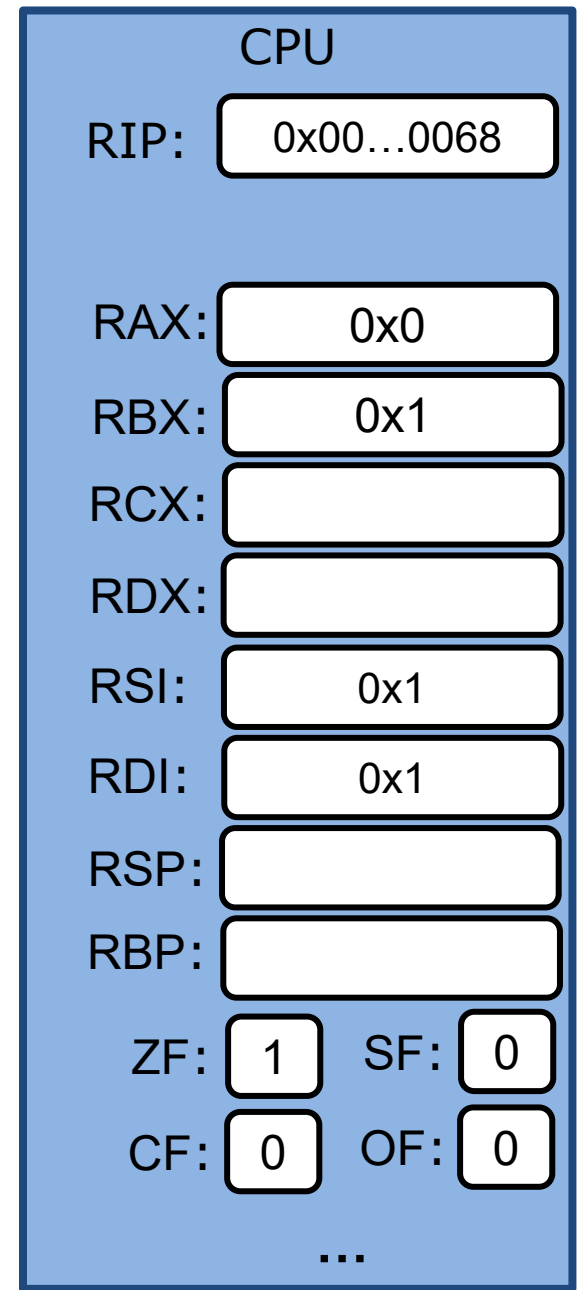 CPU
RIP: 0x00…0068
RAX: 0x0
RBX: 0x1
RCX:
RDX:
RSI: 0x1
RDI: 0x1
RSP:
RBP:
ZF: 1 SF: 0
CF: 0 OF: 0
…